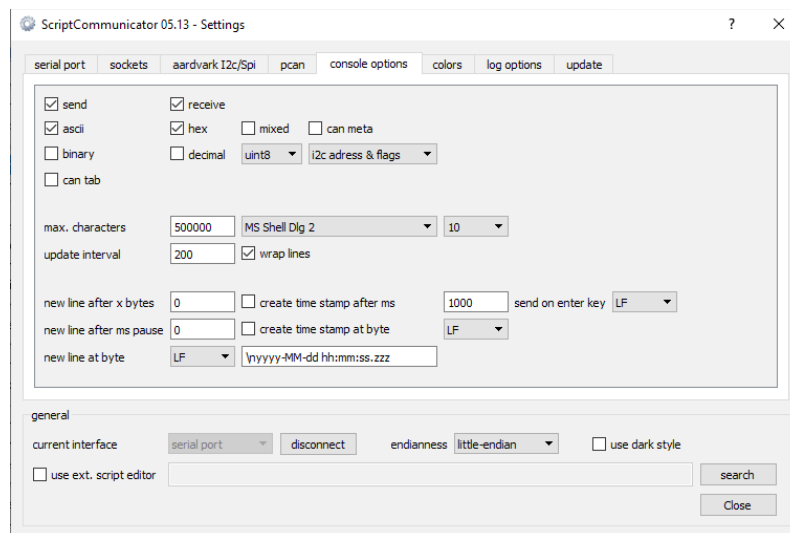 ScriptCommunicator 05.13 - Settings ?
serial port sockets aardvark I2c/Spi pcan console options colors log options update
send receive
ascii hex mixed can meta
binary decimal uint8 i2c adress & flags
can tab
max. characters 500000 MS Shell Dlg 2 10
update interval 200 wrap lines
new line after x bytes 0 create time stamp after ms 1000 send on enter key LF
new line after ms pause 0 create time stamp at byte LF
new line at byte LF \nyyyy-MM-dd hh:mm:ss.zzz
general
current interface serial port disconnect endianness little-endian use dark style
use ext. script editor search
Close